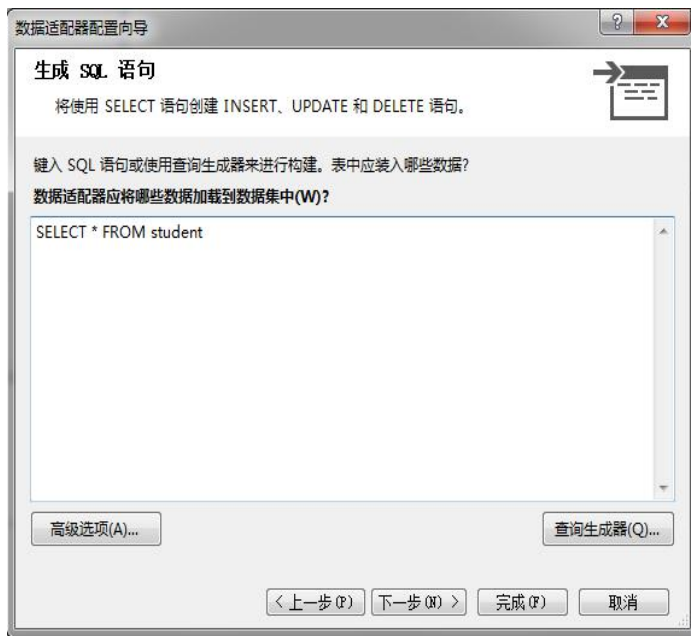 数据适配器配置向导
生成 SQL 语句
将使用 SELECT 语句创建 INSERT、UPDATE 和 DELETE 语句。
键入 SQL 语句或使用查询生成器来进行构建。表中应装入哪些数据?
数据适配器应将哪些数据加载到数据集中(W)?
SELECT * FROM student
高级选项(A)...
查询生成器(Q)...
< 上一步(P)
下一步(N) >
完成(F)
取消